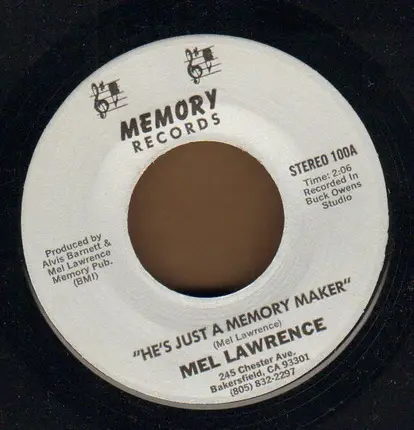 MEMORY
RECORDS
STEREO 100A
Time: 2:06
Recorded In
Buck Owens
Studio
Produced by
Alvis Barnett &
Mel Lawrence
Memory Pub.
(BMI)
"HE'S JUST A MEMORY MAKER"
(Mel Lawrence)
MEL LAWRENCE
245 Chester Ave.
Bakersfield, CA 93301
(805) 832-2297